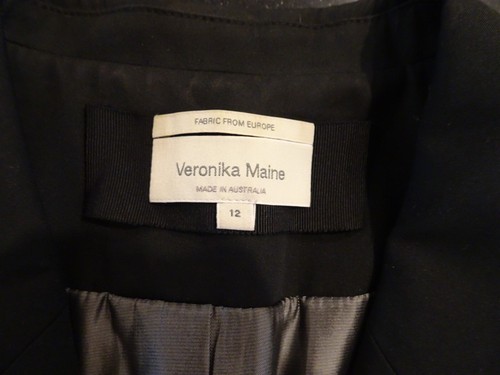 FABRIC FROM EUROPE
Veronika Maine
MADE IN AUSTRALIA
12